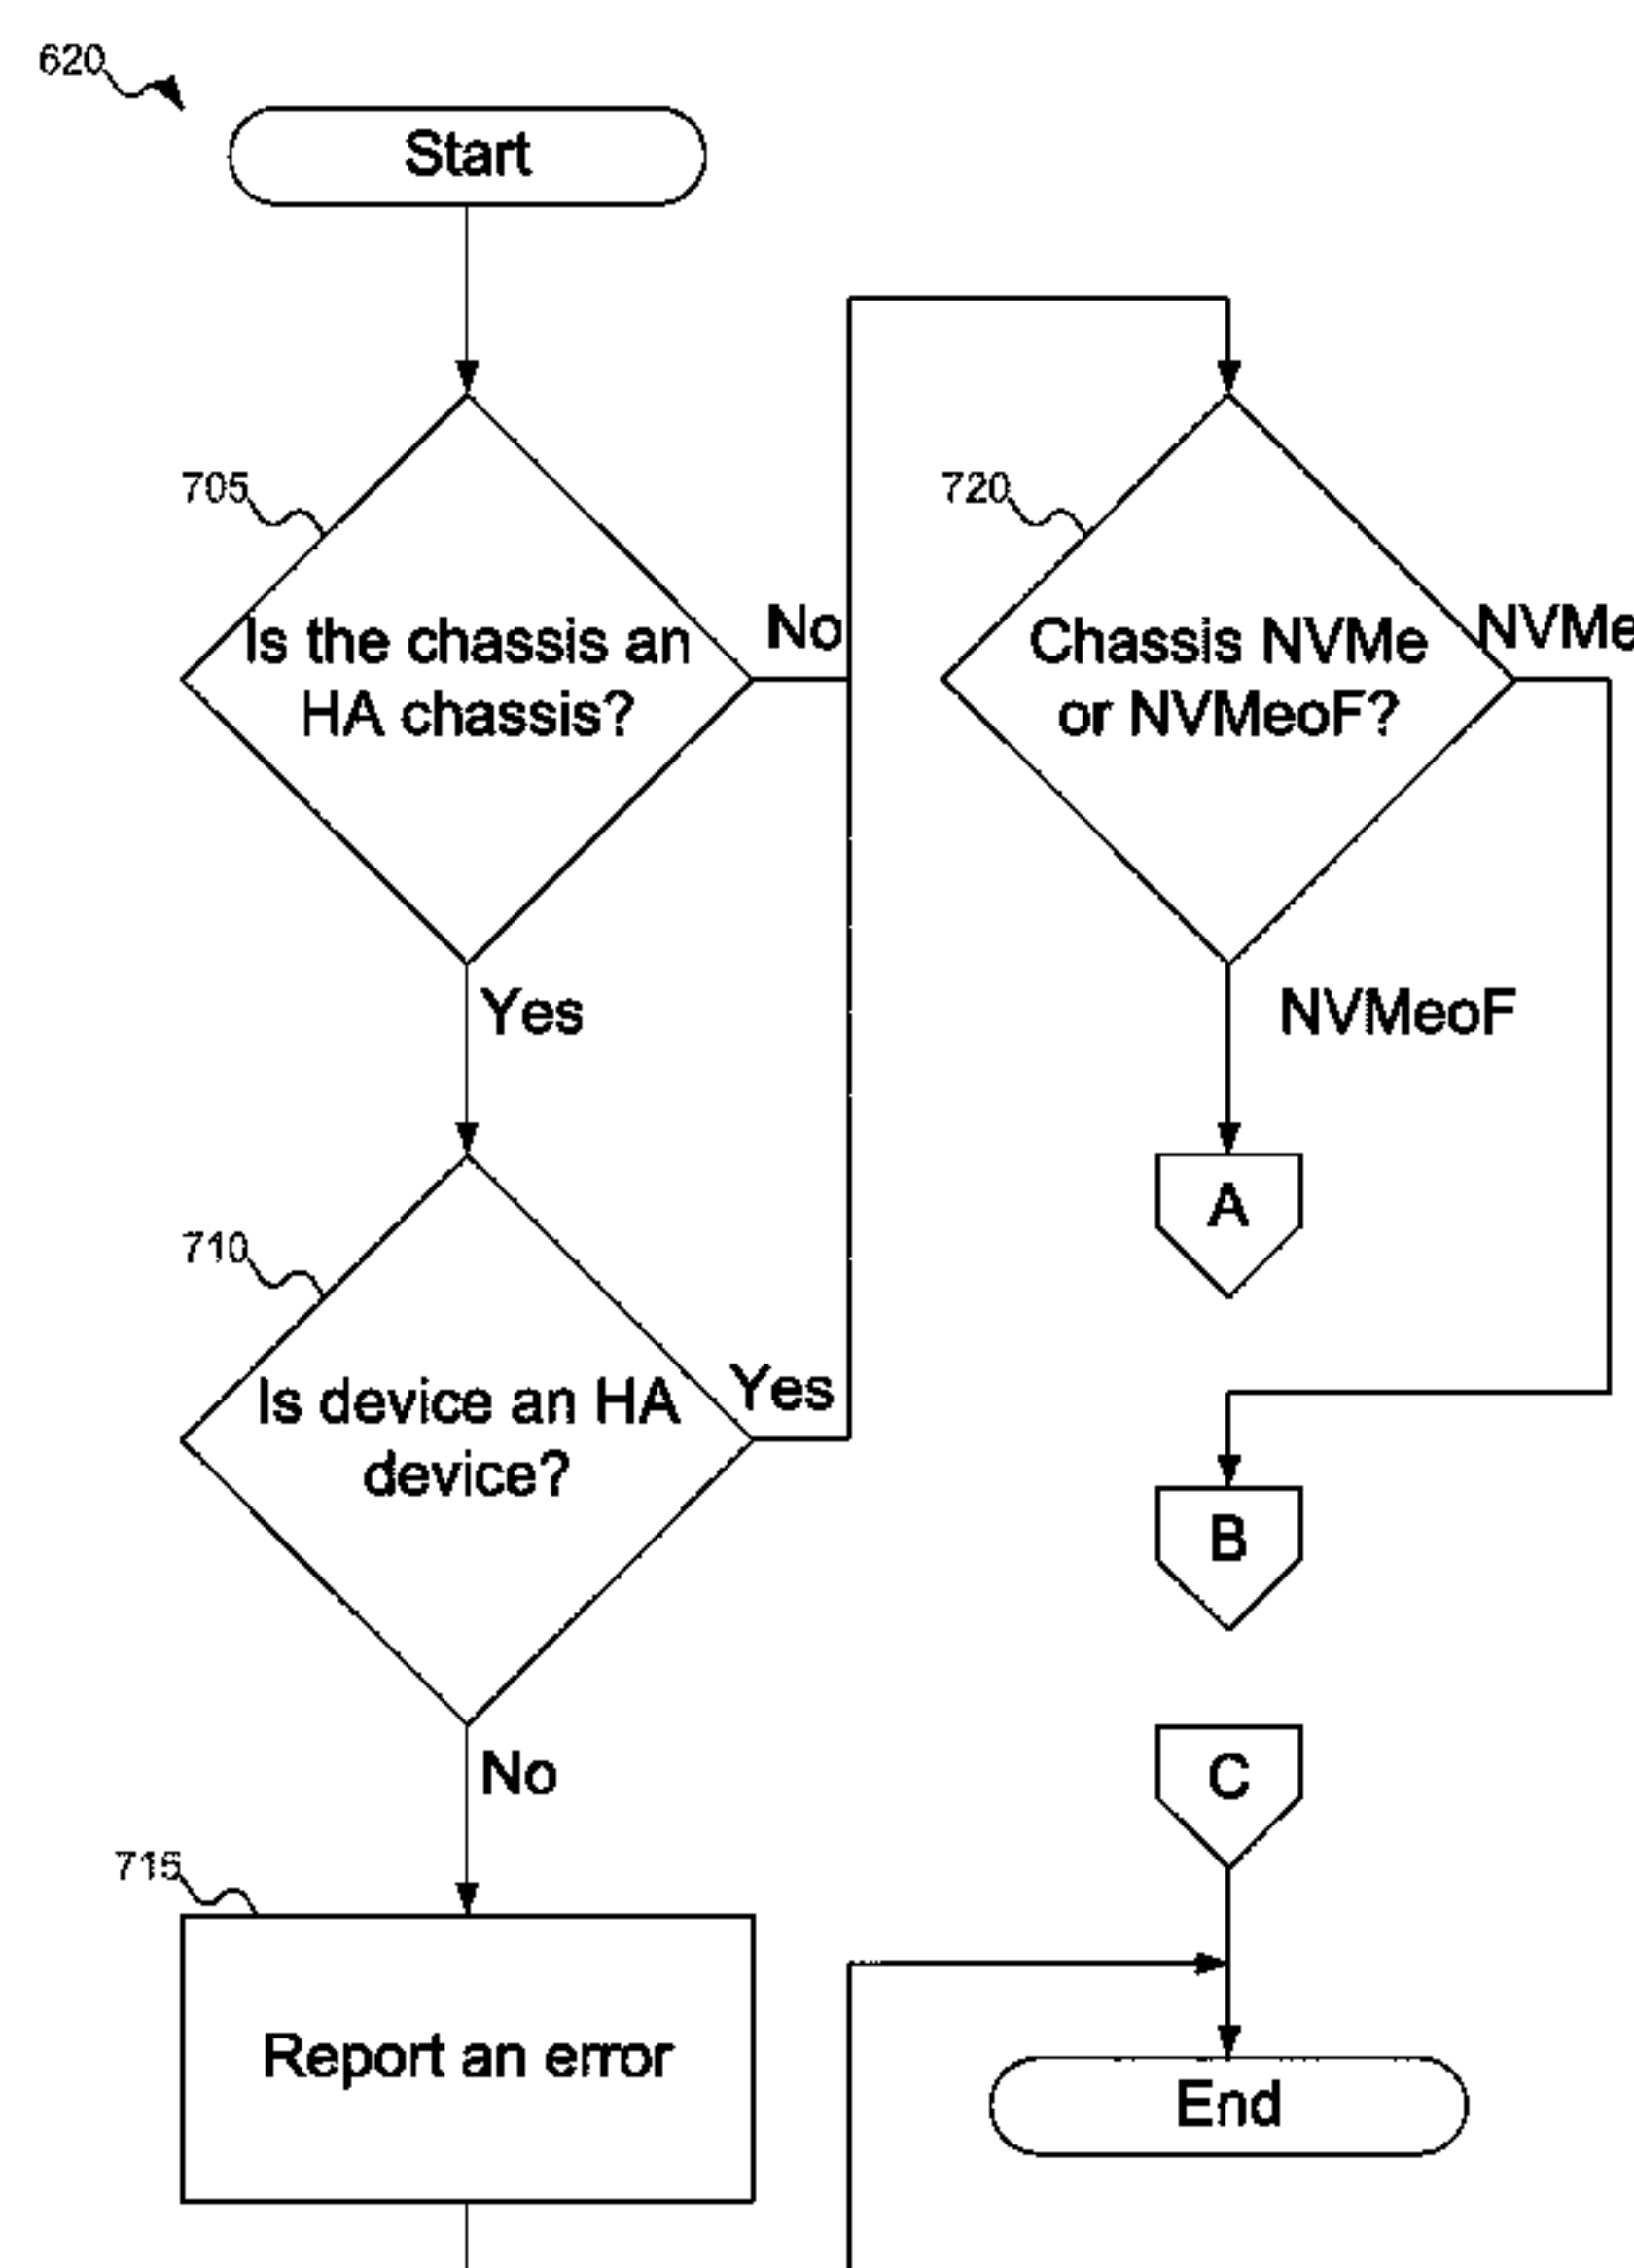 620
Start
705
Is the chassis an
HA chassis?
No
Yes
710
Is device an HA
device?
Yes
No
715
Report an error
720
Chassis NVMe
or NVMeoF?
NVMe
NVMeoF
A
B
C
End